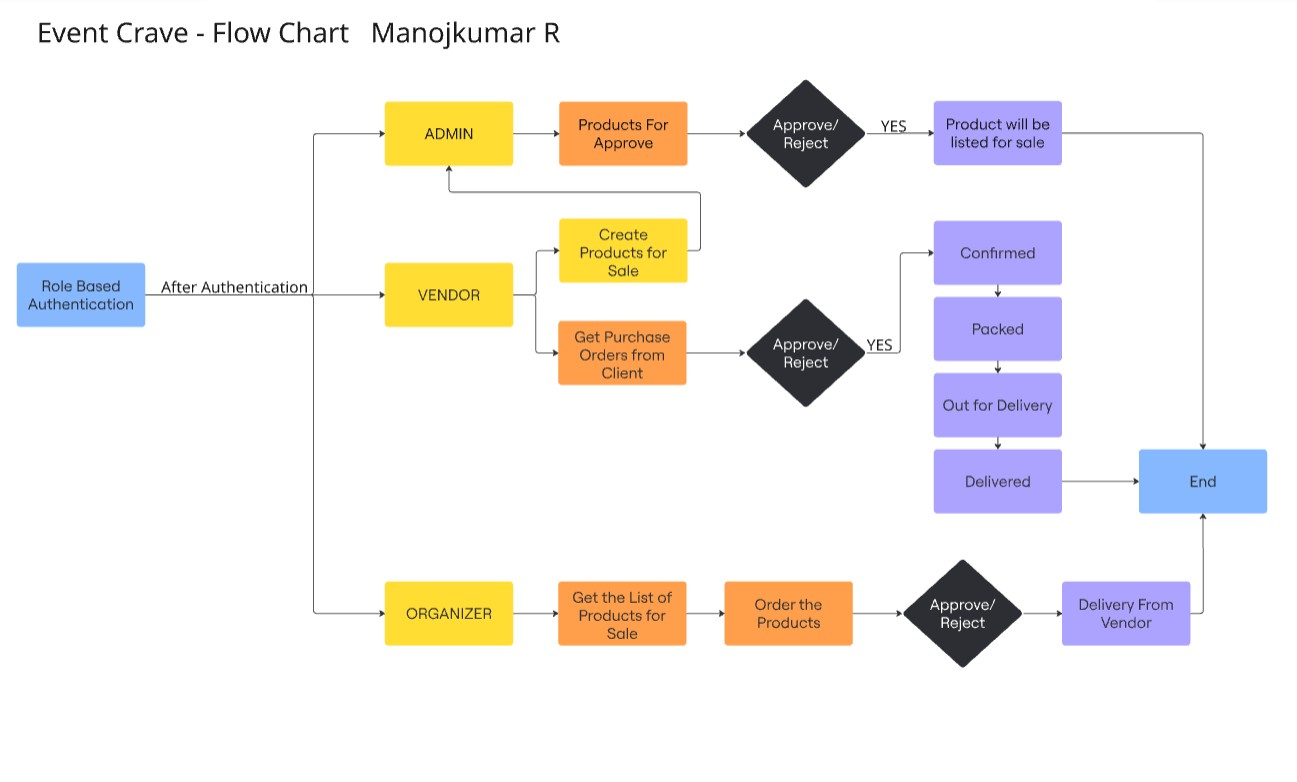 Event Crave - Flow Chart   Manojkumar R
ADMIN
Products For
Approve
Approve/
Reject
YES
Product will be
listed for sale
Role Based
Authentication
After Authentication
VENDOR
Create
Products for
Sale
Get Purchase
Orders from
Client
Approve/
Reject
YES
Confirmed
Packed
Out for Delivery
Delivered
End
ORGANIZER
Get the List of
Products for
Sale
Order the
Products
Approve/
Reject
Delivery From
Vendor